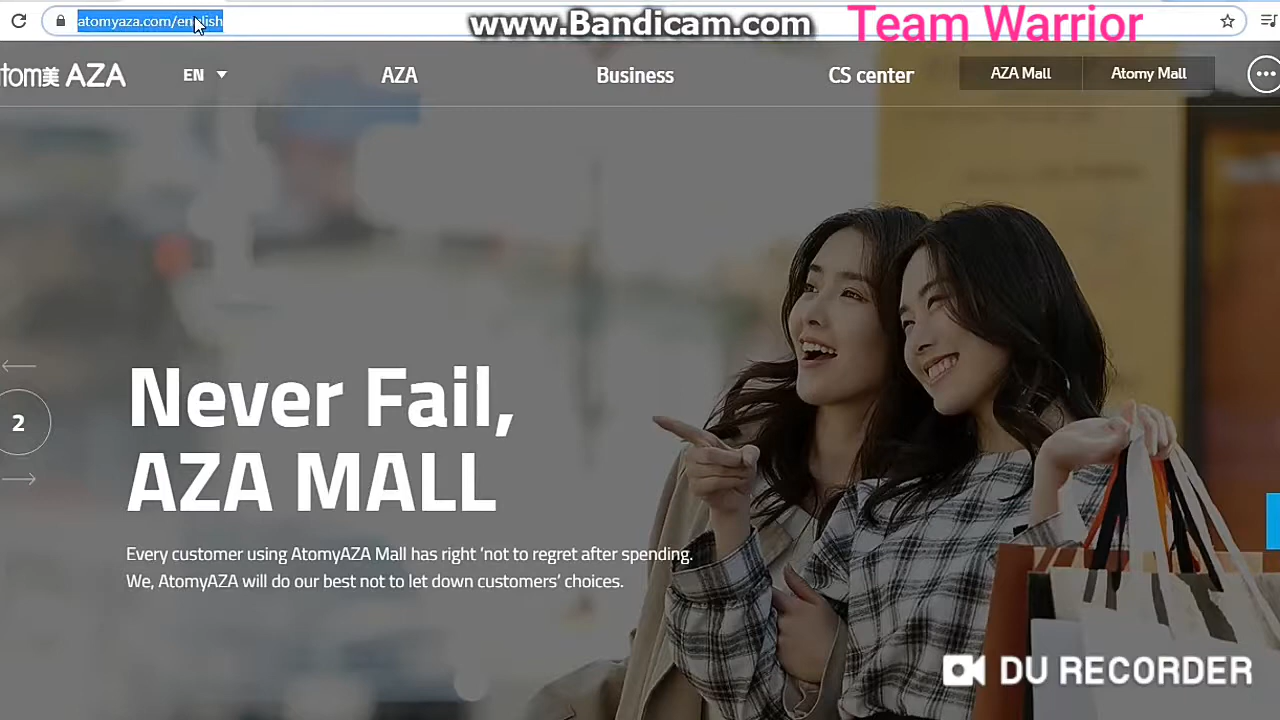 atomyaza.com/english
www.Bandicam.com
Team Warrior
atom美 AZA
EN
AZA
Business
CS center
AZA Mall
Atomy Mall
2
Never Fail,
AZA MALL
Every customer using AtomyAZA Mall has right ‘not to regret after spending.
We, AtomyAZA will do our best not to let down customers’ choices.
DU RECORDER